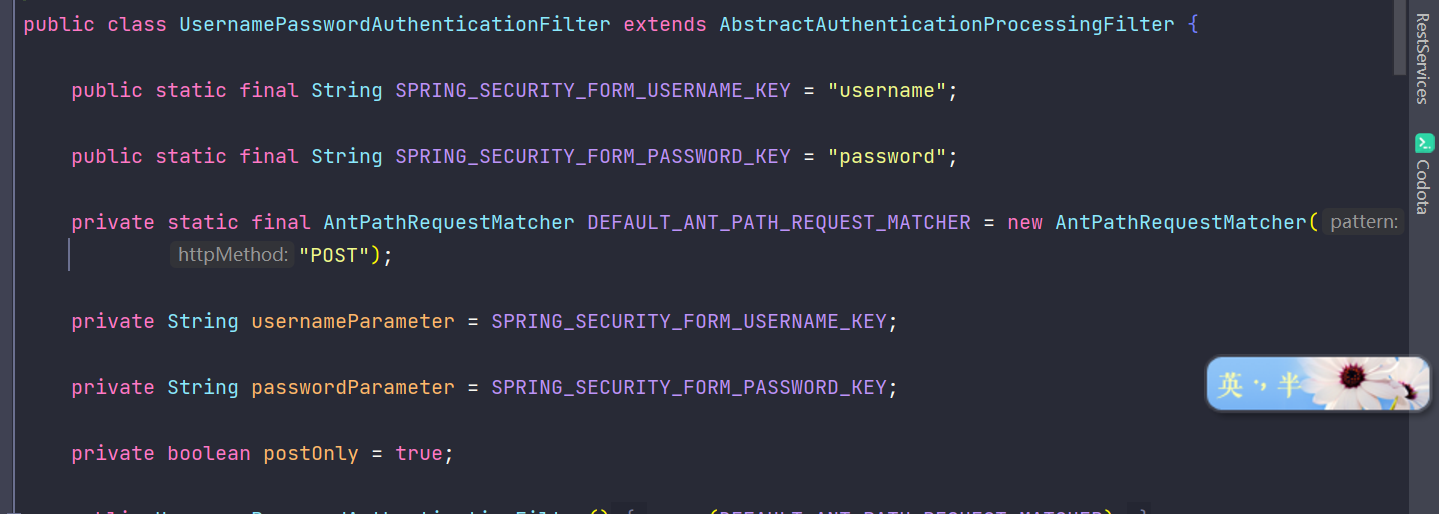 public class UsernamePasswordAuthenticationFilter extends AbstractAuthenticationProcessingFilter {
public static final String SPRING_SECURITY_FORM_USERNAME_KEY = "username";
public static final String SPRING_SECURITY_FORM_PASSWORD_KEY = "password";
private static final AntPathRequestMatcher DEFAULT_ANT_PATH_REQUEST_MATCHER = new AntPathRequestMatcher( pattern:
httpMethod: "POST");
private String usernameParameter = SPRING_SECURITY_FORM_USERNAME_KEY;
private String passwordParameter = SPRING_SECURITY_FORM_PASSWORD_KEY;
private boolean postOnly = true;
RestServices
Codota
英 ·, 半